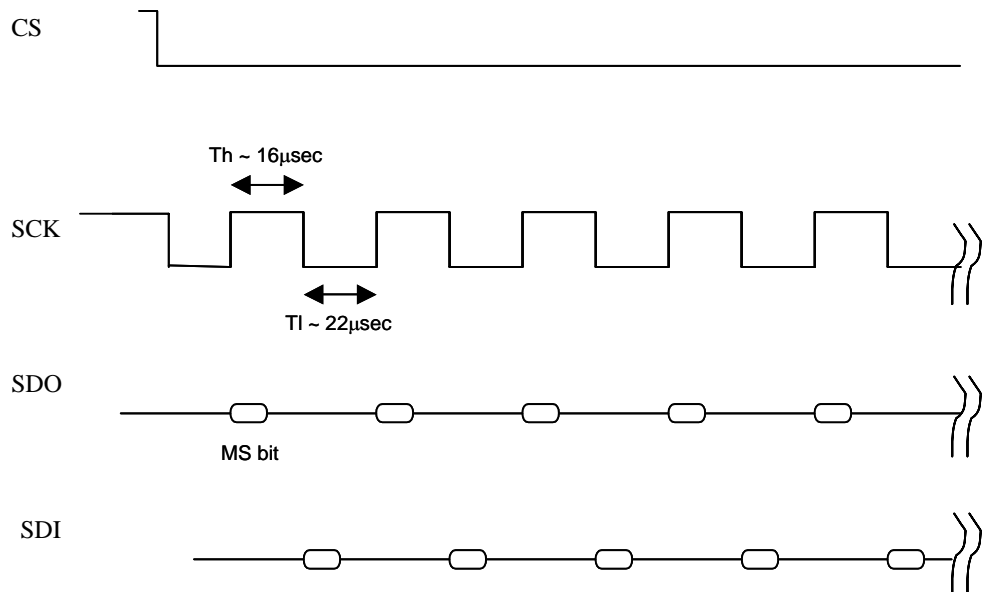 CS
Th ~ 16μsec
SCK
Tl ~ 22μsec
SDO
MS bit
SDI